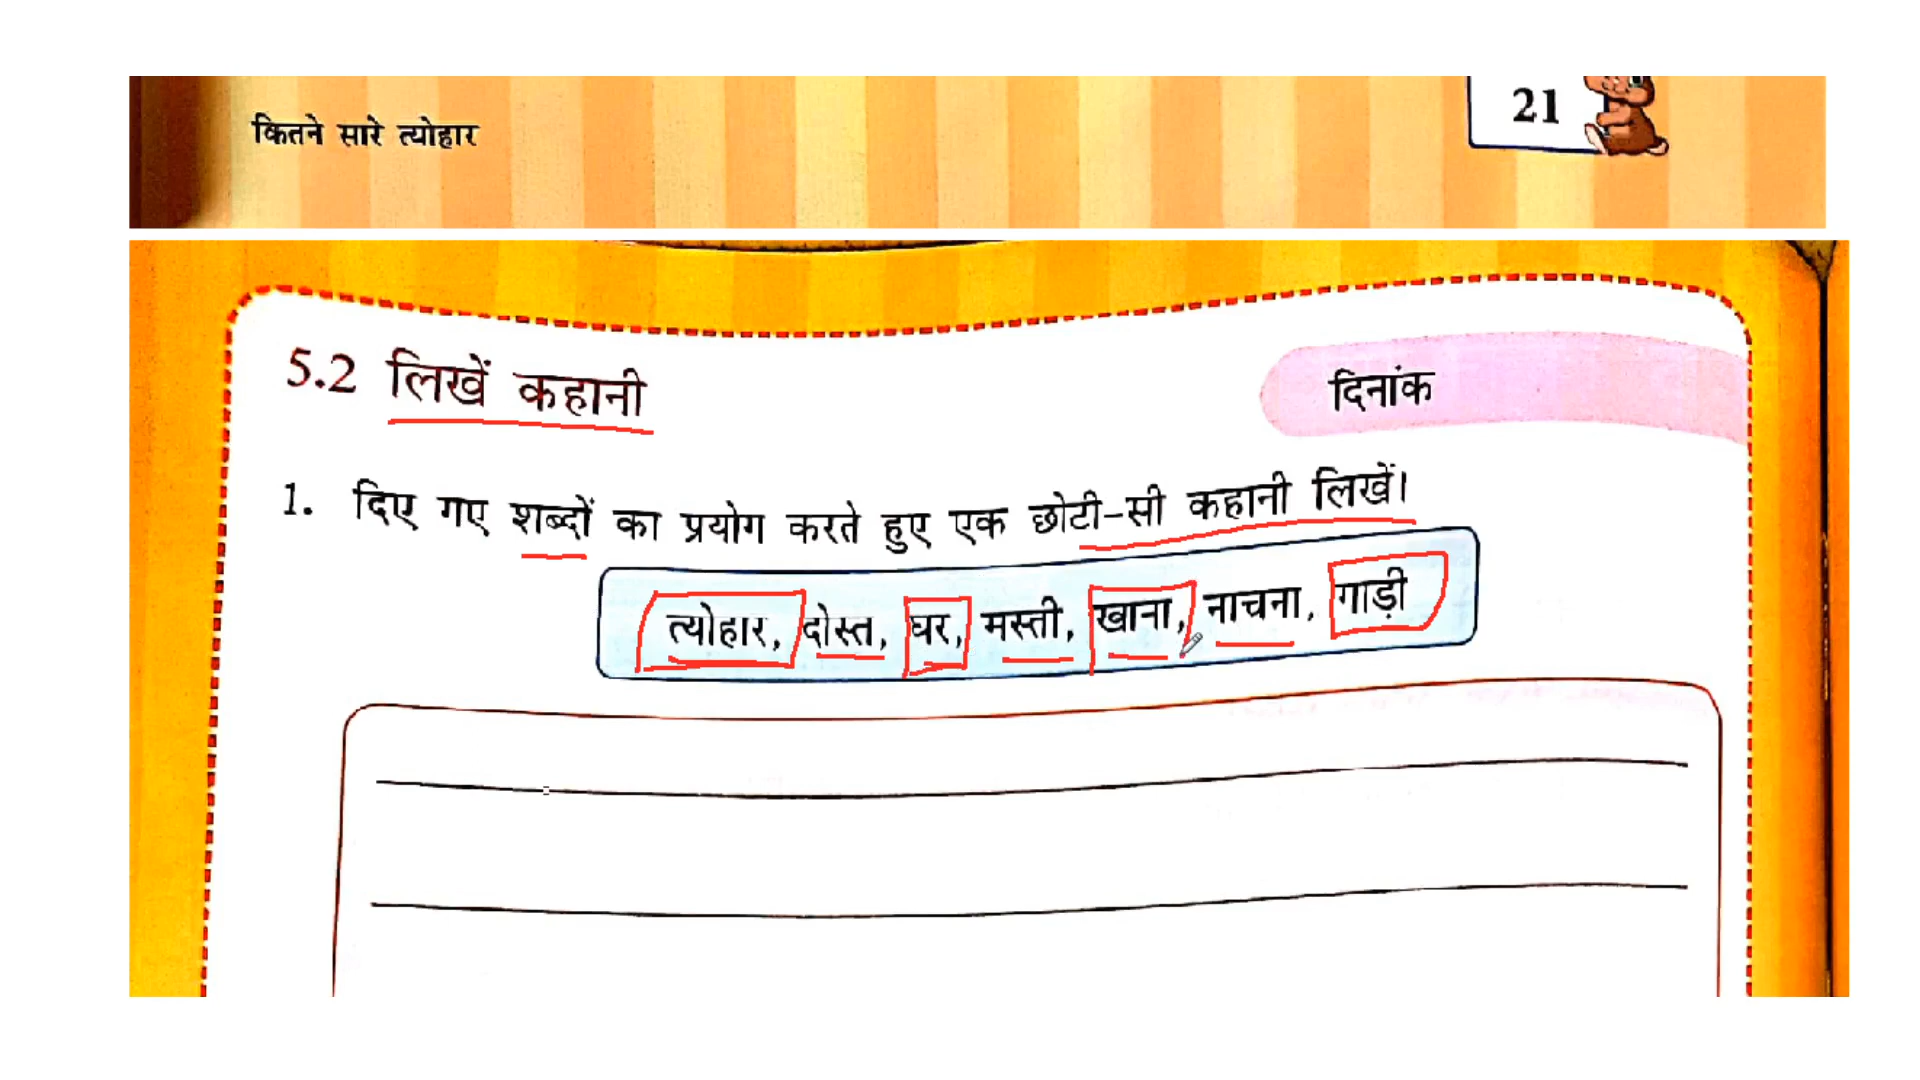 कितने सारे त्योहार
21
5.2 लिखें कहानी
दिनांक
1. दिए गए शब्दों का प्रयोग करते हुए एक छोटी-सी कहानी लिखें।
त्योहार, दोस्त, घर, मस्ती, खाना, नाचना, गाड़ी